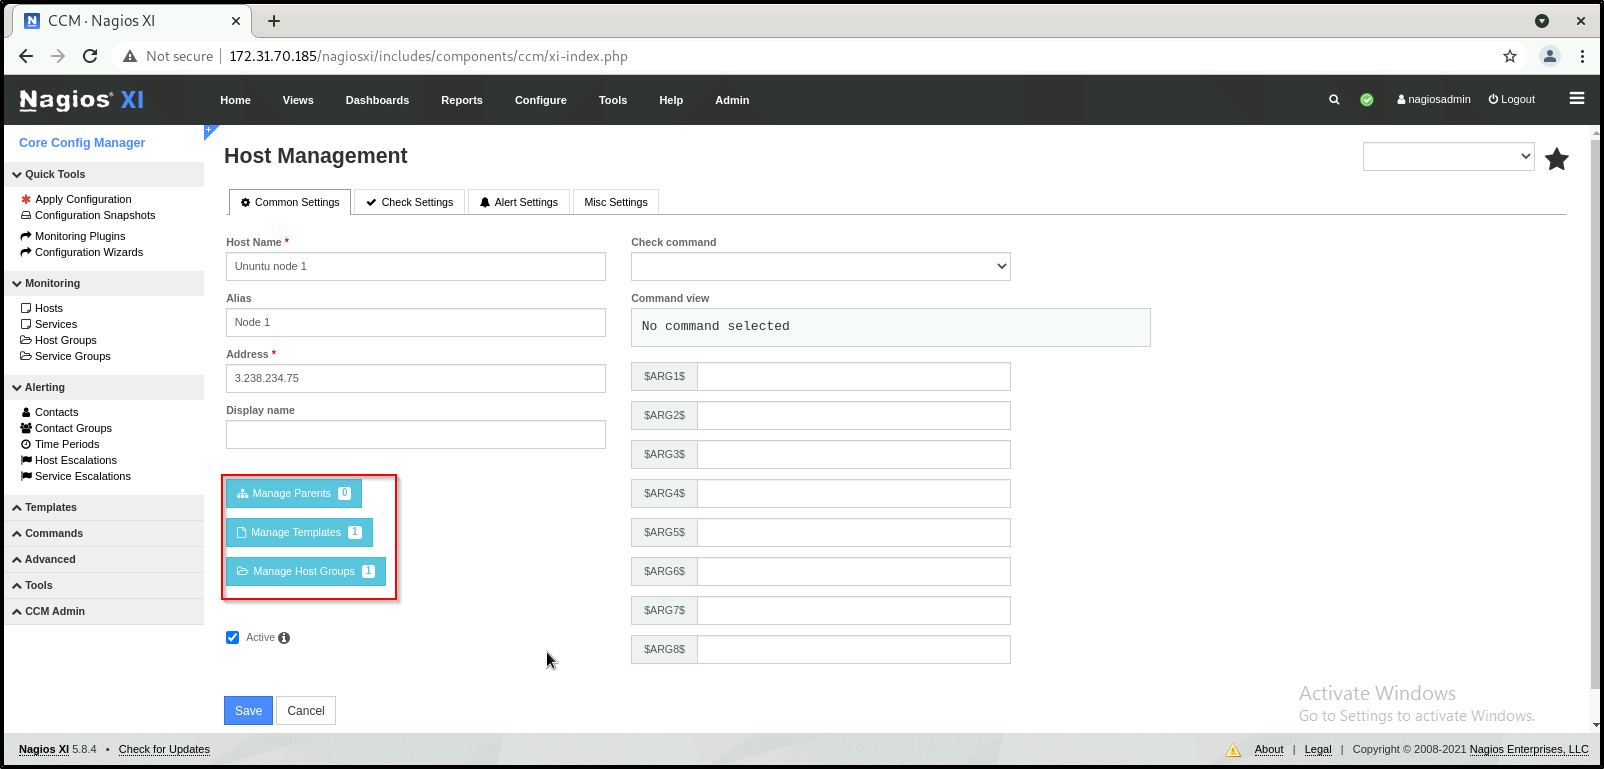 CCM · Nagios XI
Not secure | 172.31.70.185/nagiosxi/includes/components/ccm/xi-index.php
Nagios XI
Home Views Dashboards Reports Configure Tools Help Admin
nagiosadmin Logout
Core Config Manager
Quick Tools
Apply Configuration
Configuration Snapshots
Monitoring Plugins
Configuration Wizards
Monitoring
Hosts
Services
Host Groups
Service Groups
Alerting
Contacts
Contact Groups
Time Periods
Host Escalations
Service Escalations
Templates
Commands
Advanced
Tools
CCM Admin
Host Management
Common Settings Check Settings Alert Settings Misc Settings
Host Name *
Ununtu node 1
Alias
Node 1
Address *
3.238.234.75
Display name
Manage Parents 0
Manage Templates 1
Manage Host Groups 1
Active
Save Cancel
Check command
Command view
No command selected
$ARG1$
$ARG2$
$ARG3$
$ARG4$
$ARG5$
$ARG6$
$ARG7$
$ARG8$
Activate Windows
Go to Settings to activate Windows.
Nagios XI 5.8.4 • Check for Updates
About | Legal | Copyright © 2008-2021 Nagios Enterprises, LLC